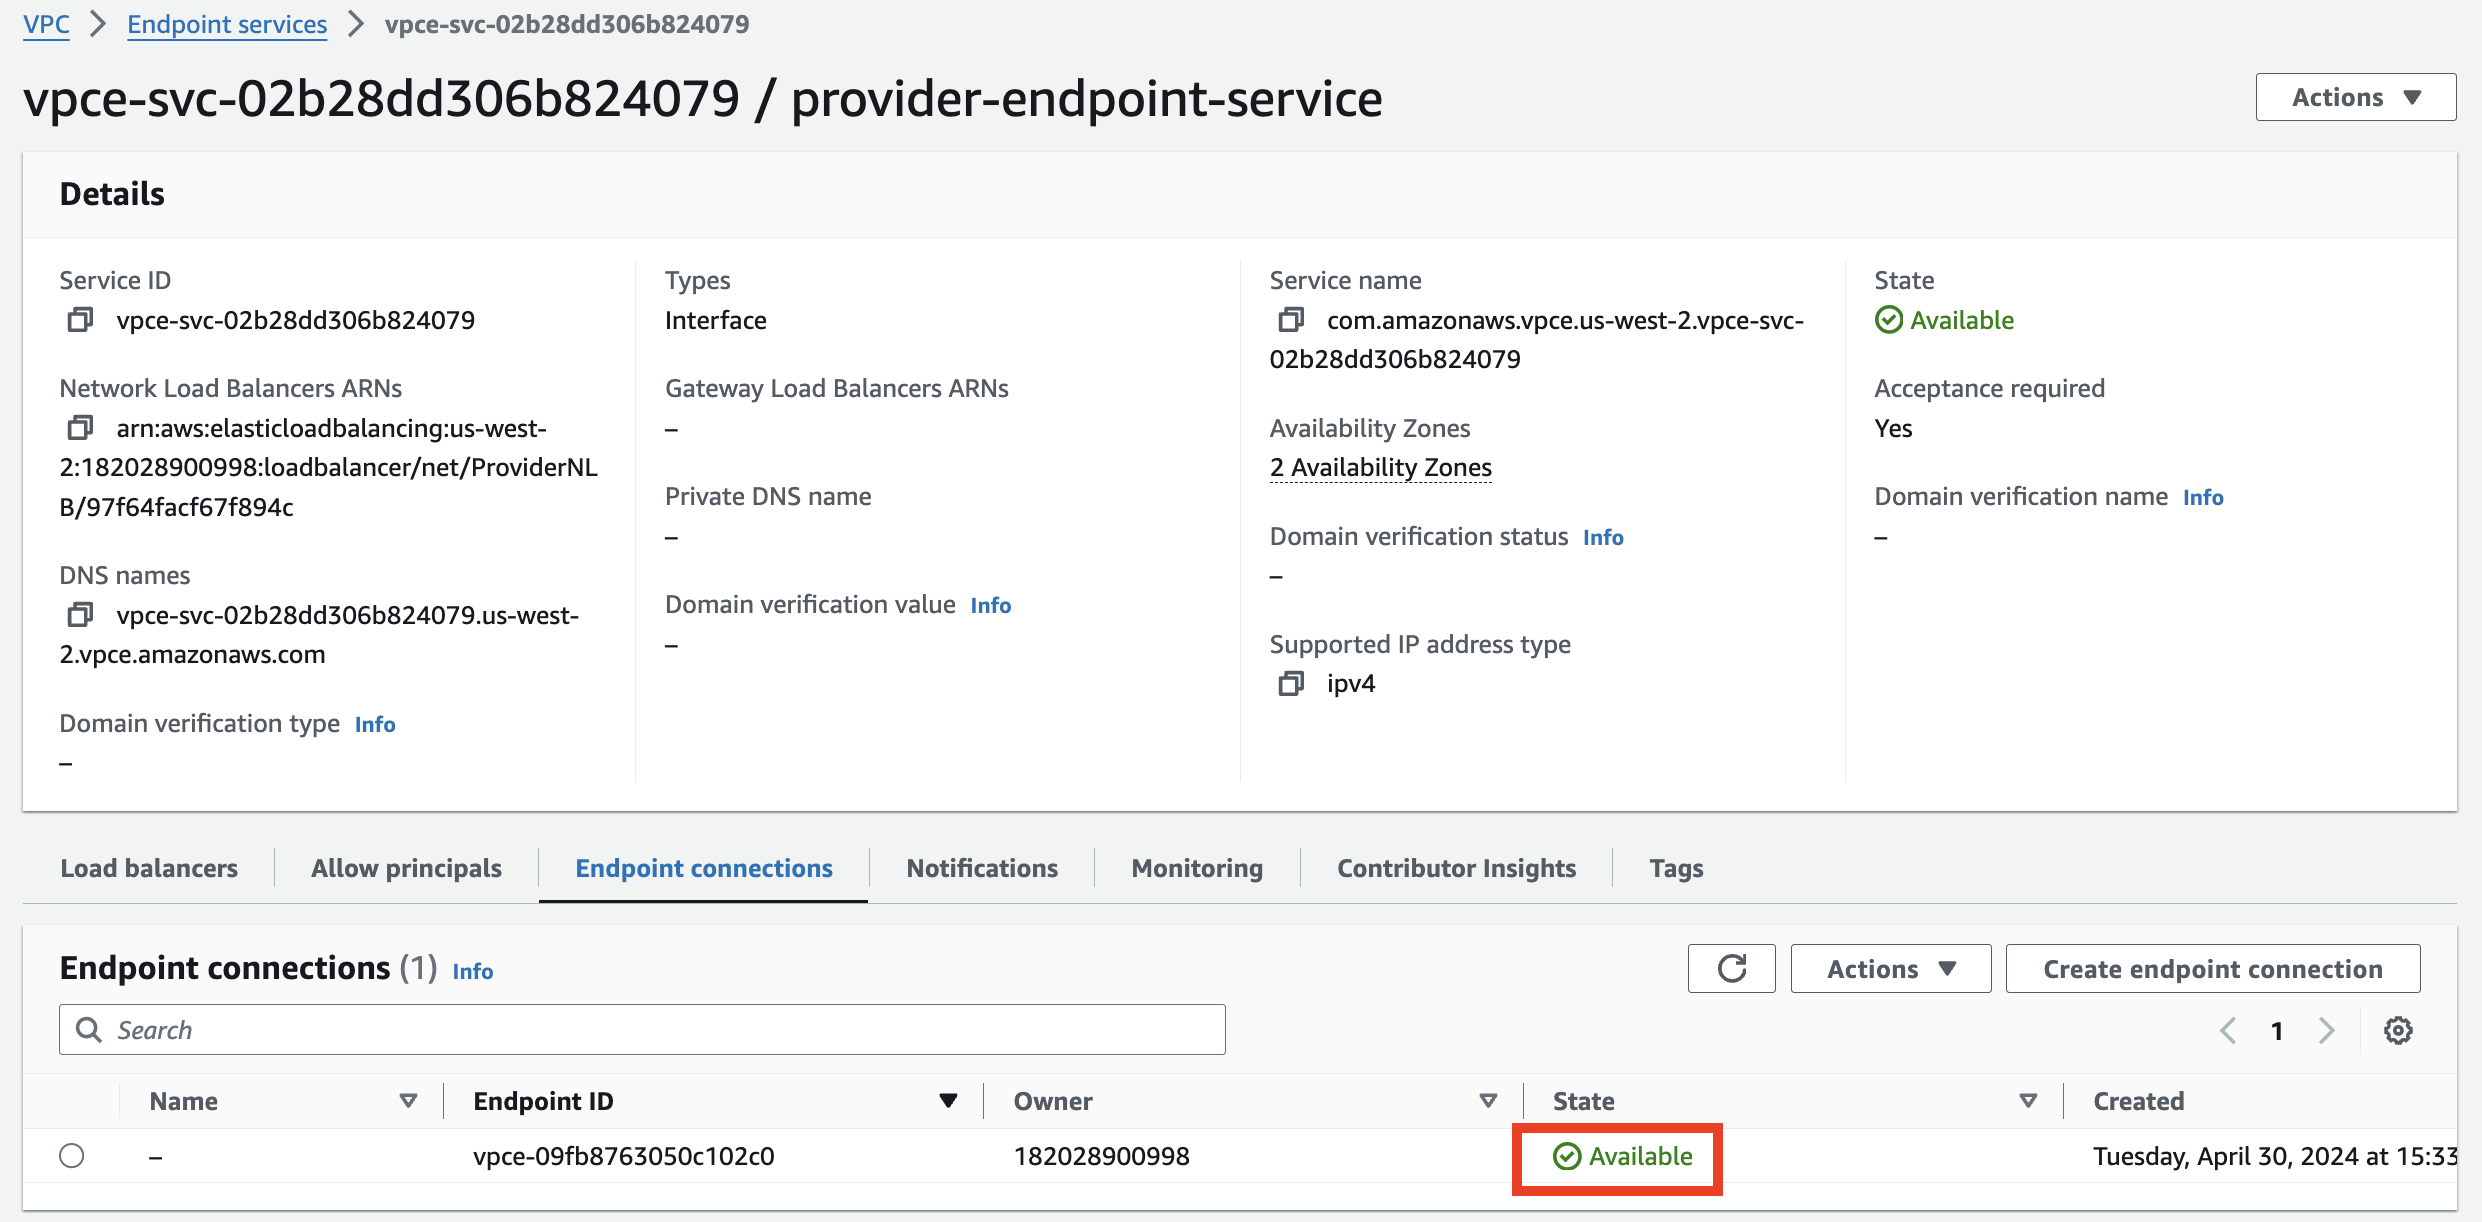 VPC > Endpoint services > vpce-svc-02b28dd306b824079
vpce-svc-02b28dd306b824079 / provider-endpoint-service
Actions
Details
Service ID
vpce-svc-02b28dd306b824079
Network Load Balancers ARNs
arn:aws:elasticloadbalancing:us-west-
2:182028900998:loadbalancer/net/ProviderNL
B/97f64facf67f894c
DNS names
vpce-svc-02b28dd306b824079.us-west-
2.vpce.amazonaws.com
Domain verification type Info
–
Types
Interface
Gateway Load Balancers ARNs
–
Private DNS name
–
Domain verification value Info
–
Service name
com.amazonaws.vpce.us-west-2.vpce-svc-
02b28dd306b824079
Availability Zones
2 Availability Zones
Domain verification status Info
–
Supported IP address type
ipv4
State
Available
Acceptance required
Yes
Domain verification name Info
–
Load balancers Allow principals Endpoint connections Notifications Monitoring Contributor Insights Tags
Endpoint connections (1) Info
Actions Create endpoint connection
Search
1
Name Endpoint ID Owner State Created
– vpce-09fb8763050c102c0 182028900998 Available Tuesday, April 30, 2024 at 15:33